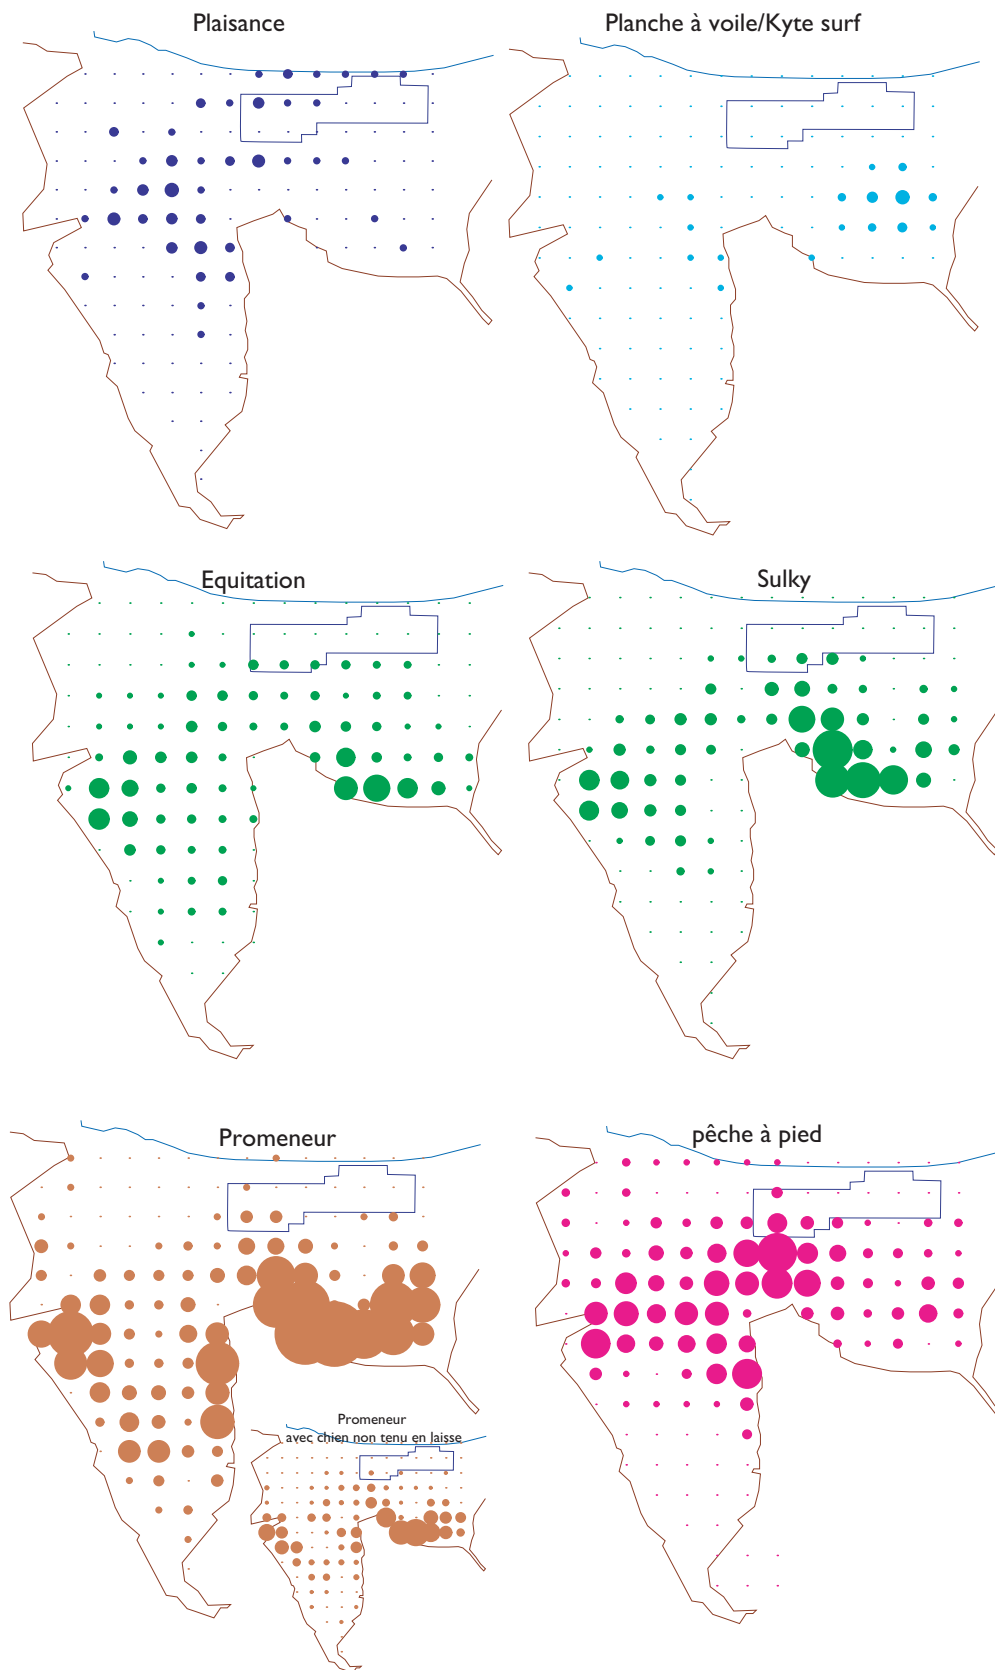 Plaisance
Planche à voile/Kyte surf
Equitation
Sulky
Promeneur
pêche à pied
Promeneur
avec chien non tenu en laisse